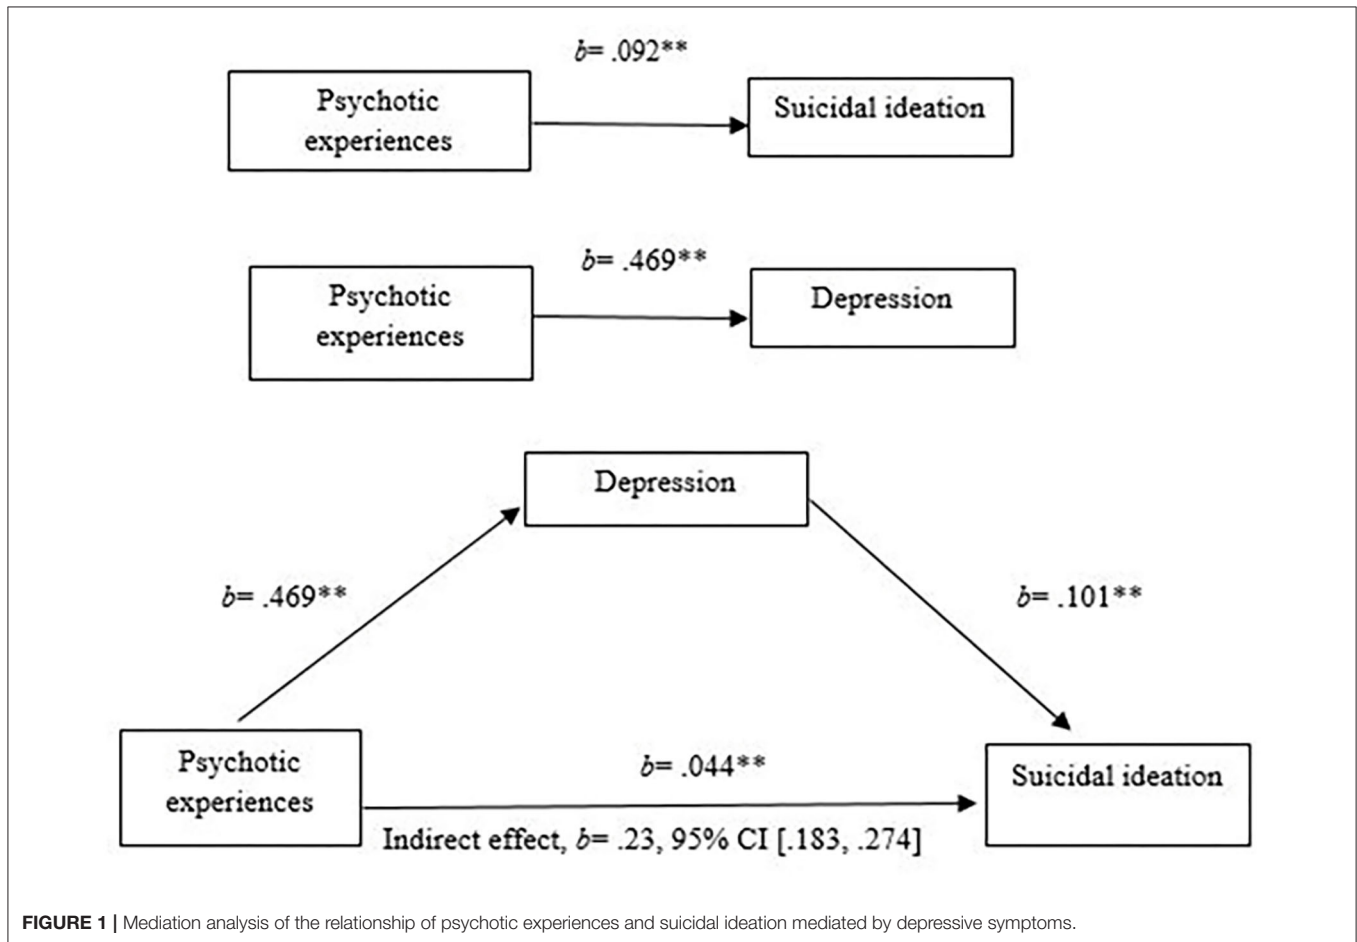 b= .092**
Psychotic
experiences
Suicidal ideation
b= .469**
Psychotic
experiences
Depression
Depression
b= .469**
b= .101**
Psychotic
experiences
b= .044**
Suicidal ideation
Indirect effect, b= .23, 95% CI [.183, .274]
FIGURE 1 | Mediation analysis of the relationship of psychotic experiences and suicidal ideation mediated by depressive symptoms.